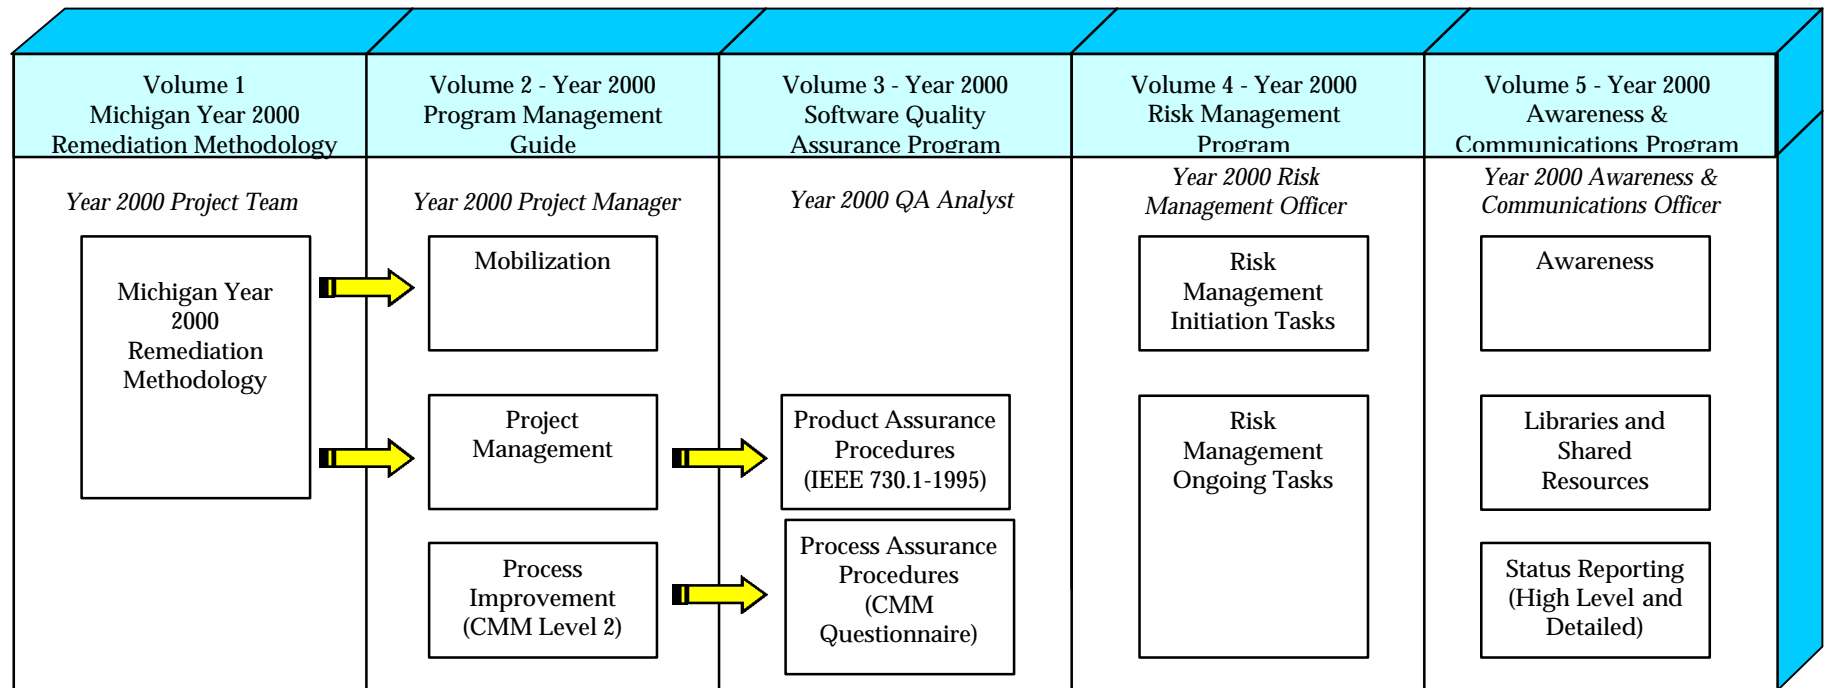 Volume 1
Michigan Year 2000
Remediation Methodology
Volume 2 - Year 2000
Program Management
Guide
Volume 3 - Year 2000
Software Quality
Assurance Program
Volume 4 - Year 2000
Risk Management
Program
Volume 5 - Year 2000
Awareness &
Communications Program
Year 2000 Project Team
Michigan Year
2000
Remediation
Methodology
Year 2000 Project Manager
Mobilization
Project
Management
Process
Improvement
(CMM Level 2)
Year 2000 QA Analyst
Product Assurance
Procedures
(IEEE 730.1-1995)
Process Assurance
Procedures
(CMM
Questionnaire)
Year 2000 Risk
Management Officer
Risk
Management
Initiation Tasks
Risk
Management
Ongoing Tasks
Year 2000 Awareness &
Communications Officer
Awareness
Libraries and
Shared
Resources
Status Reporting
(High Level and
Detailed)